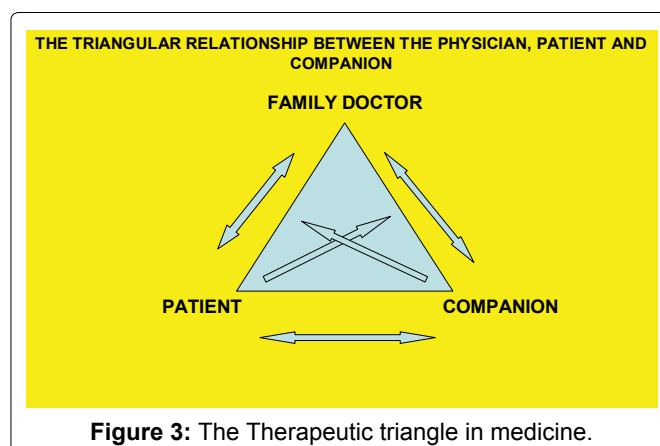 THE TRIANGULAR RELATIONSHIP BETWEEN THE PHYSICIAN, PATIENT AND
COMPANION
FAMILY DOCTOR
PATIENT
COMPANION
Figure 3: The Therapeutic triangle in medicine.